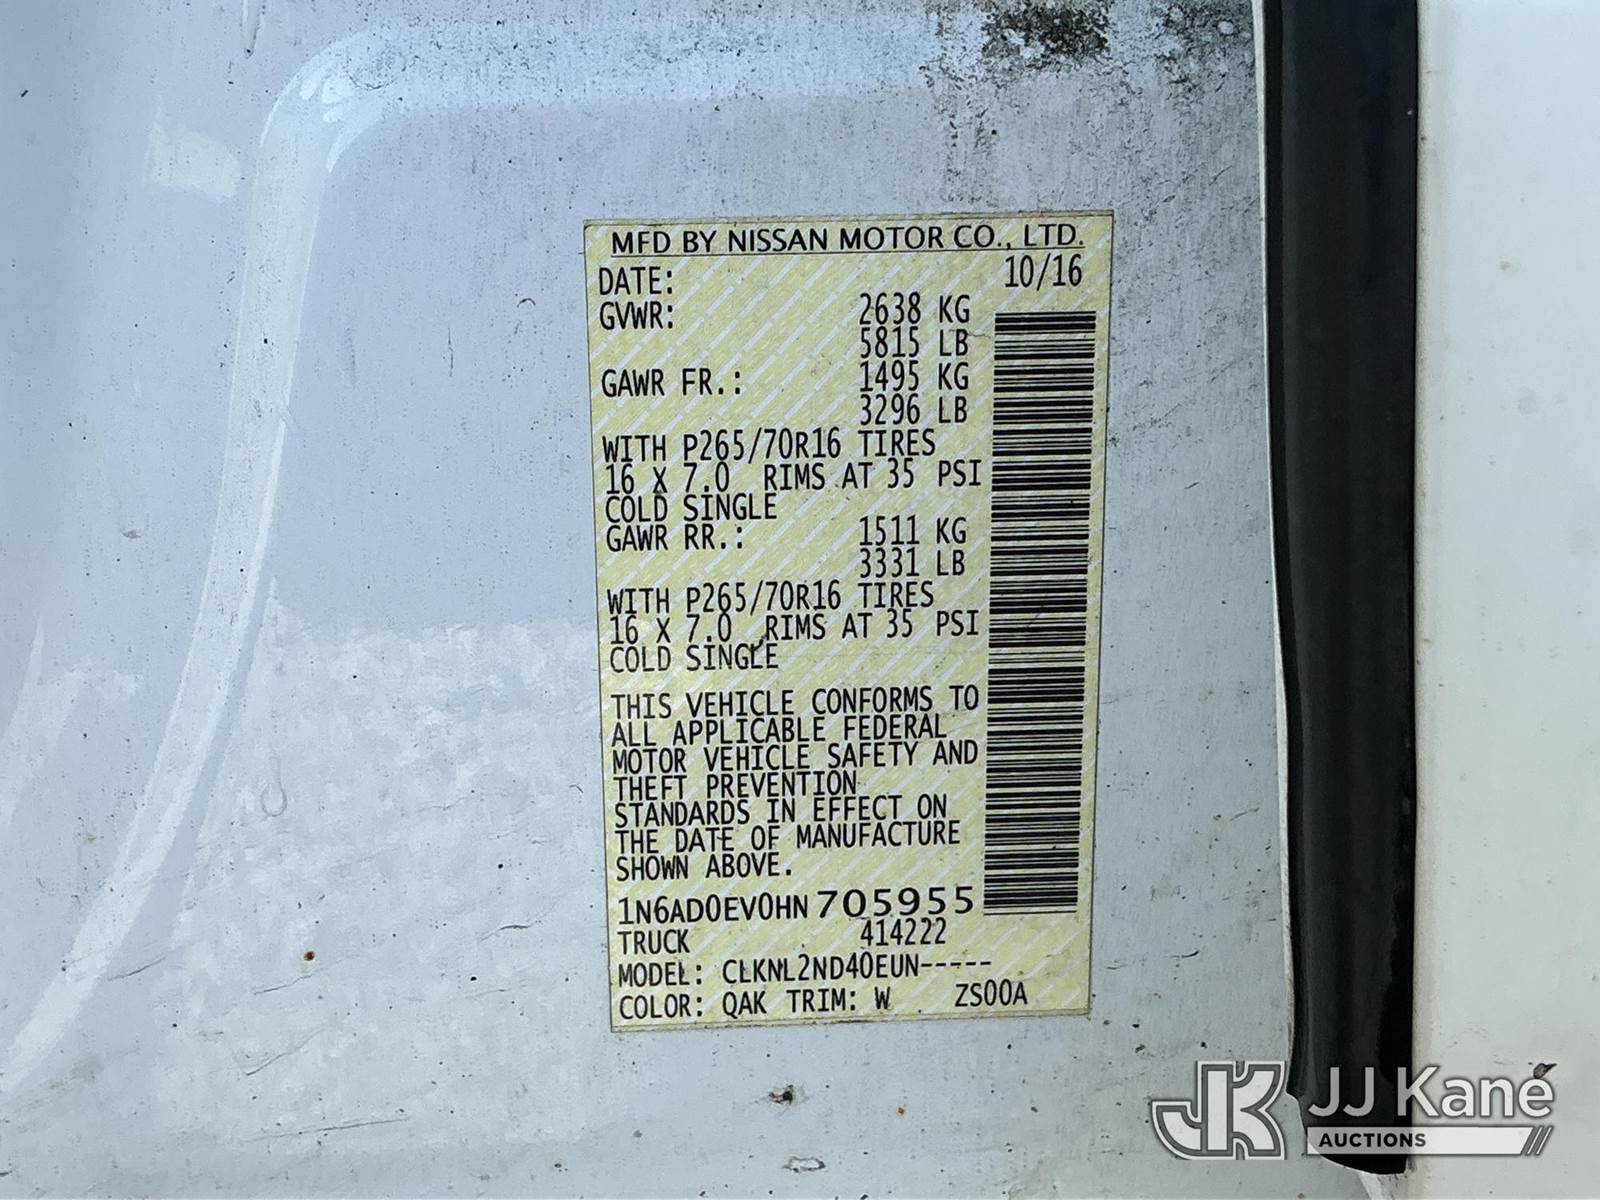 MFD BY NISSAN MOTOR CO., LTD.
DATE: 10/16
GVWR: 2638 KG
5815 LB
GAWR FR.: 1495 KG
3296 LB
WITH P265/70R16 TIRES
16 X 7.0 RIMS AT 35 PSI
COLD SINGLE
GAWR RR.: 1511 KG
3331 LB
WITH P265/70R16 TIRES
16 X 7.0 RIMS AT 35 PSI
COLD SINGLE
THIS VEHICLE CONFORMS TO
ALL APPLICABLE FEDERAL
MOTOR VEHICLE SAFETY AND
THEFT PREVENTION
STANDARDS IN EFFECT ON
THE DATE OF MANUFACTURE
SHOWN ABOVE.
1N6AD0EV0HN705955
TRUCK 414222
MODEL: CLKNL2ND40EUN-----
COLOR: QAK TRIM: W ZS00A
JK JJ Kane
AUCTIONS